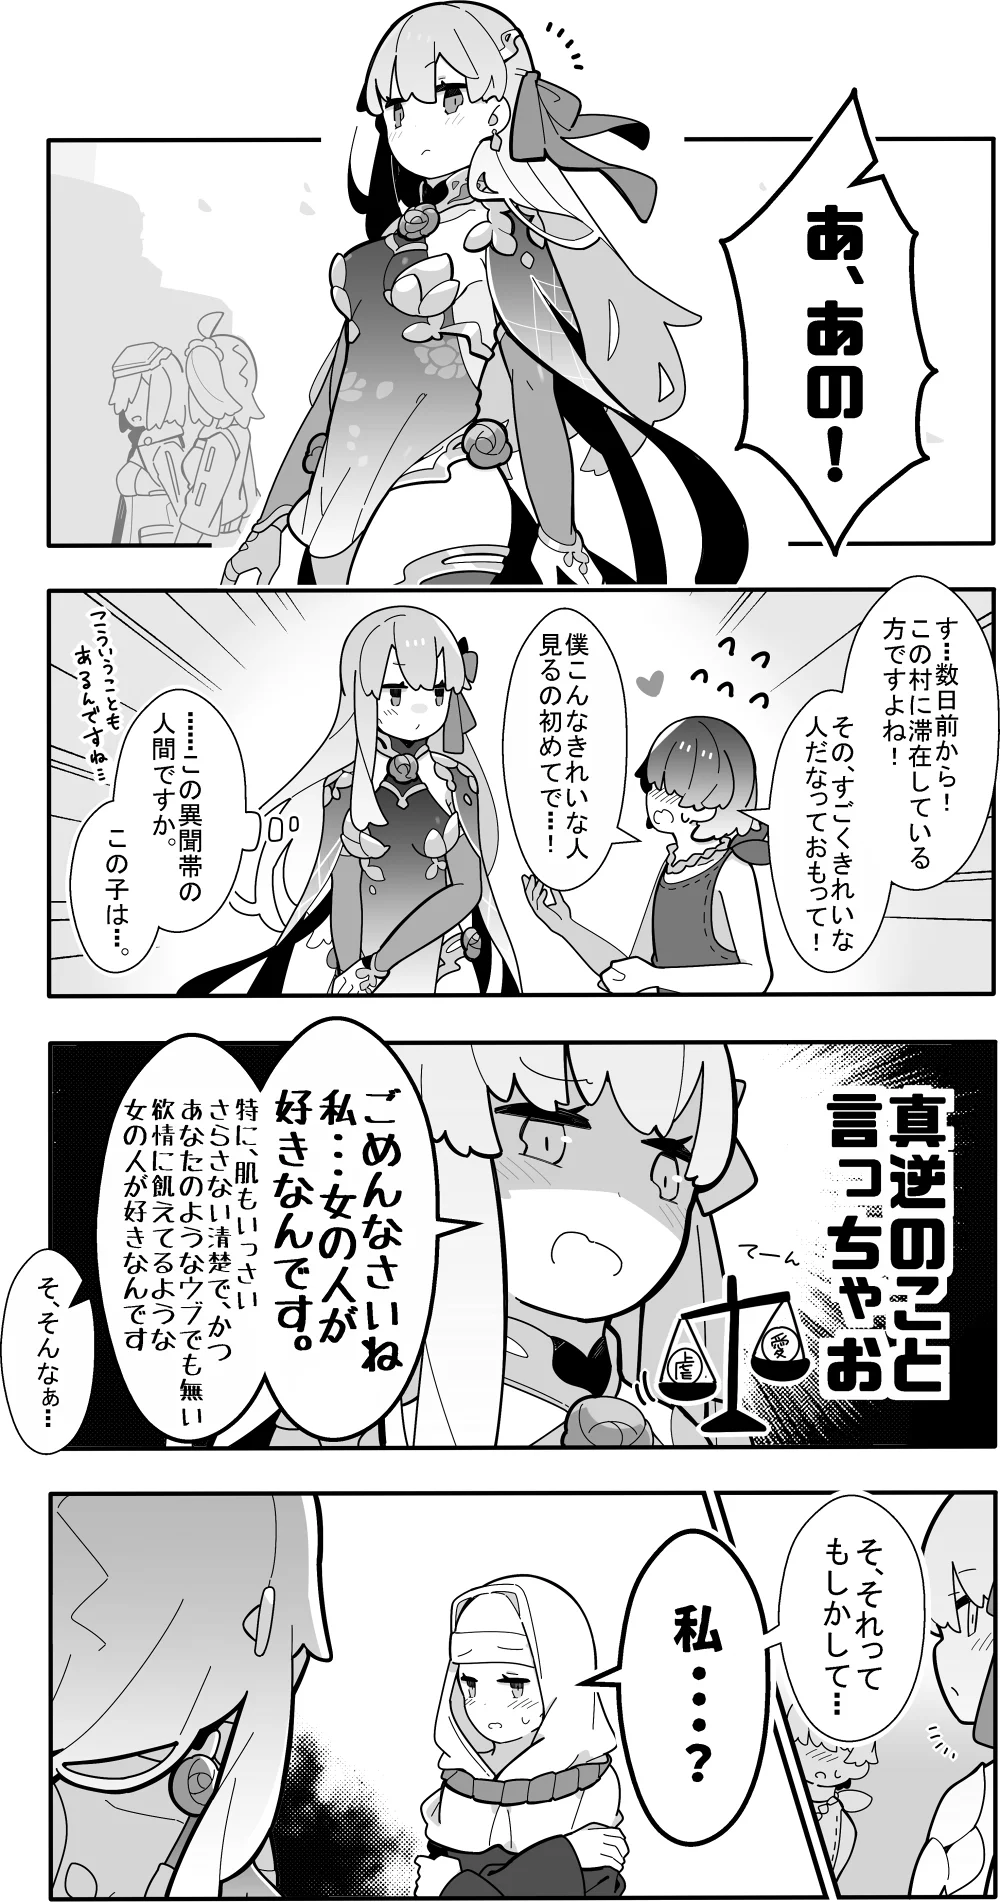 あ、あの!
す…数日前から!
この村に滞在している
方ですよね!
その、すごくきれいな
人だなっておもって!
僕こんなきれいな人
見るの初めてで…!
……この異聞帯の
人間ですか。
この子は…。
こういうことも
あるんですね…
真逆のこと
言っちゃお
てーん
愛
虐
ごめんなさいね
私…女の人が
好きなんです。
特に、肌もいっさい
さらさない清楚で、かつ
あなたのようなウブでも無い
欲情に飢えてるような
女の人が好きなんです
そ、そんなぁ…
そ、それって
もしかして…
私……?